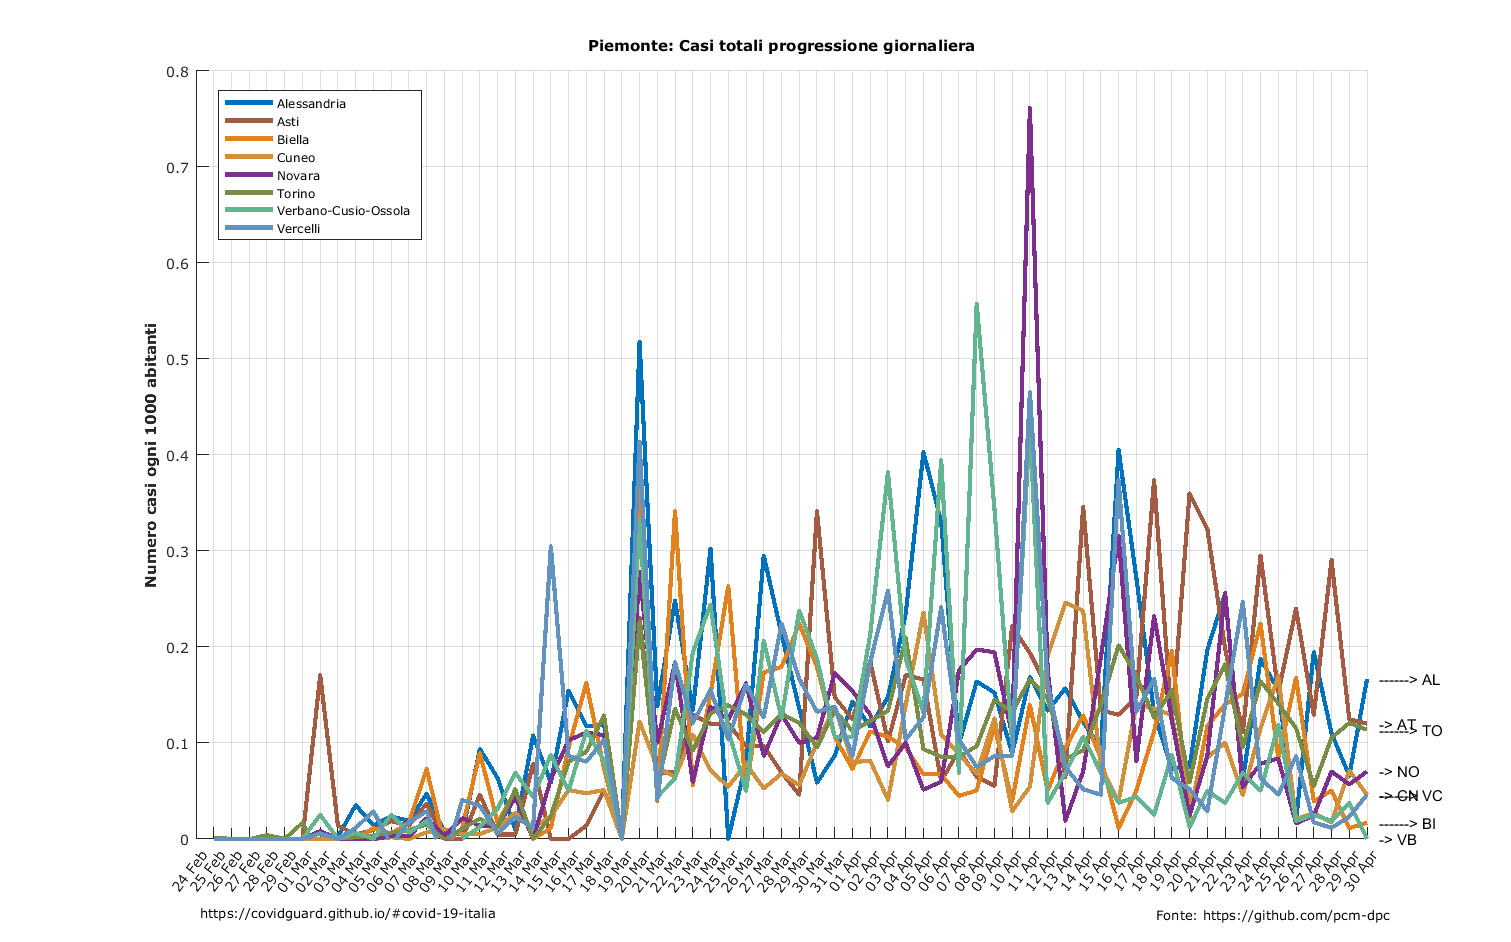 Piemonte: Casi totali progressione giornaliera
0.8
0.7
0.6
0.5
0.4
0.3
0.2
0.1
0
Numero casi ogni 1000 abitanti
Alessandria
Asti
Biella
Cuneo
Novara
Torino
Verbano-Cusio-Ossola
Vercelli
------> AL
-> AT
------> TO
-> NO
-> CN
------> VC
------> BI
-> VB
24 Feb
25 Feb
26 Feb
27 Feb
28 Feb
29 Feb
01 Mar
02 Mar
03 Mar
04 Mar
05 Mar
06 Mar
07 Mar
08 Mar
09 Mar
10 Mar
11 Mar
12 Mar
13 Mar
14 Mar
15 Mar
16 Mar
17 Mar
18 Mar
19 Mar
20 Mar
21 Mar
22 Mar
23 Mar
24 Mar
25 Mar
26 Mar
27 Mar
28 Mar
29 Mar
30 Mar
31 Mar
01 Apr
02 Apr
03 Apr
04 Apr
05 Apr
06 Apr
07 Apr
08 Apr
09 Apr
10 Apr
11 Apr
12 Apr
13 Apr
14 Apr
15 Apr
16 Apr
17 Apr
18 Apr
19 Apr
20 Apr
21 Apr
22 Apr
23 Apr
24 Apr
25 Apr
26 Apr
27 Apr
28 Apr
29 Apr
30 Apr
https://covidguard.github.io/#covid-19-italia
Fonte: https://github.com/pcm-dpc